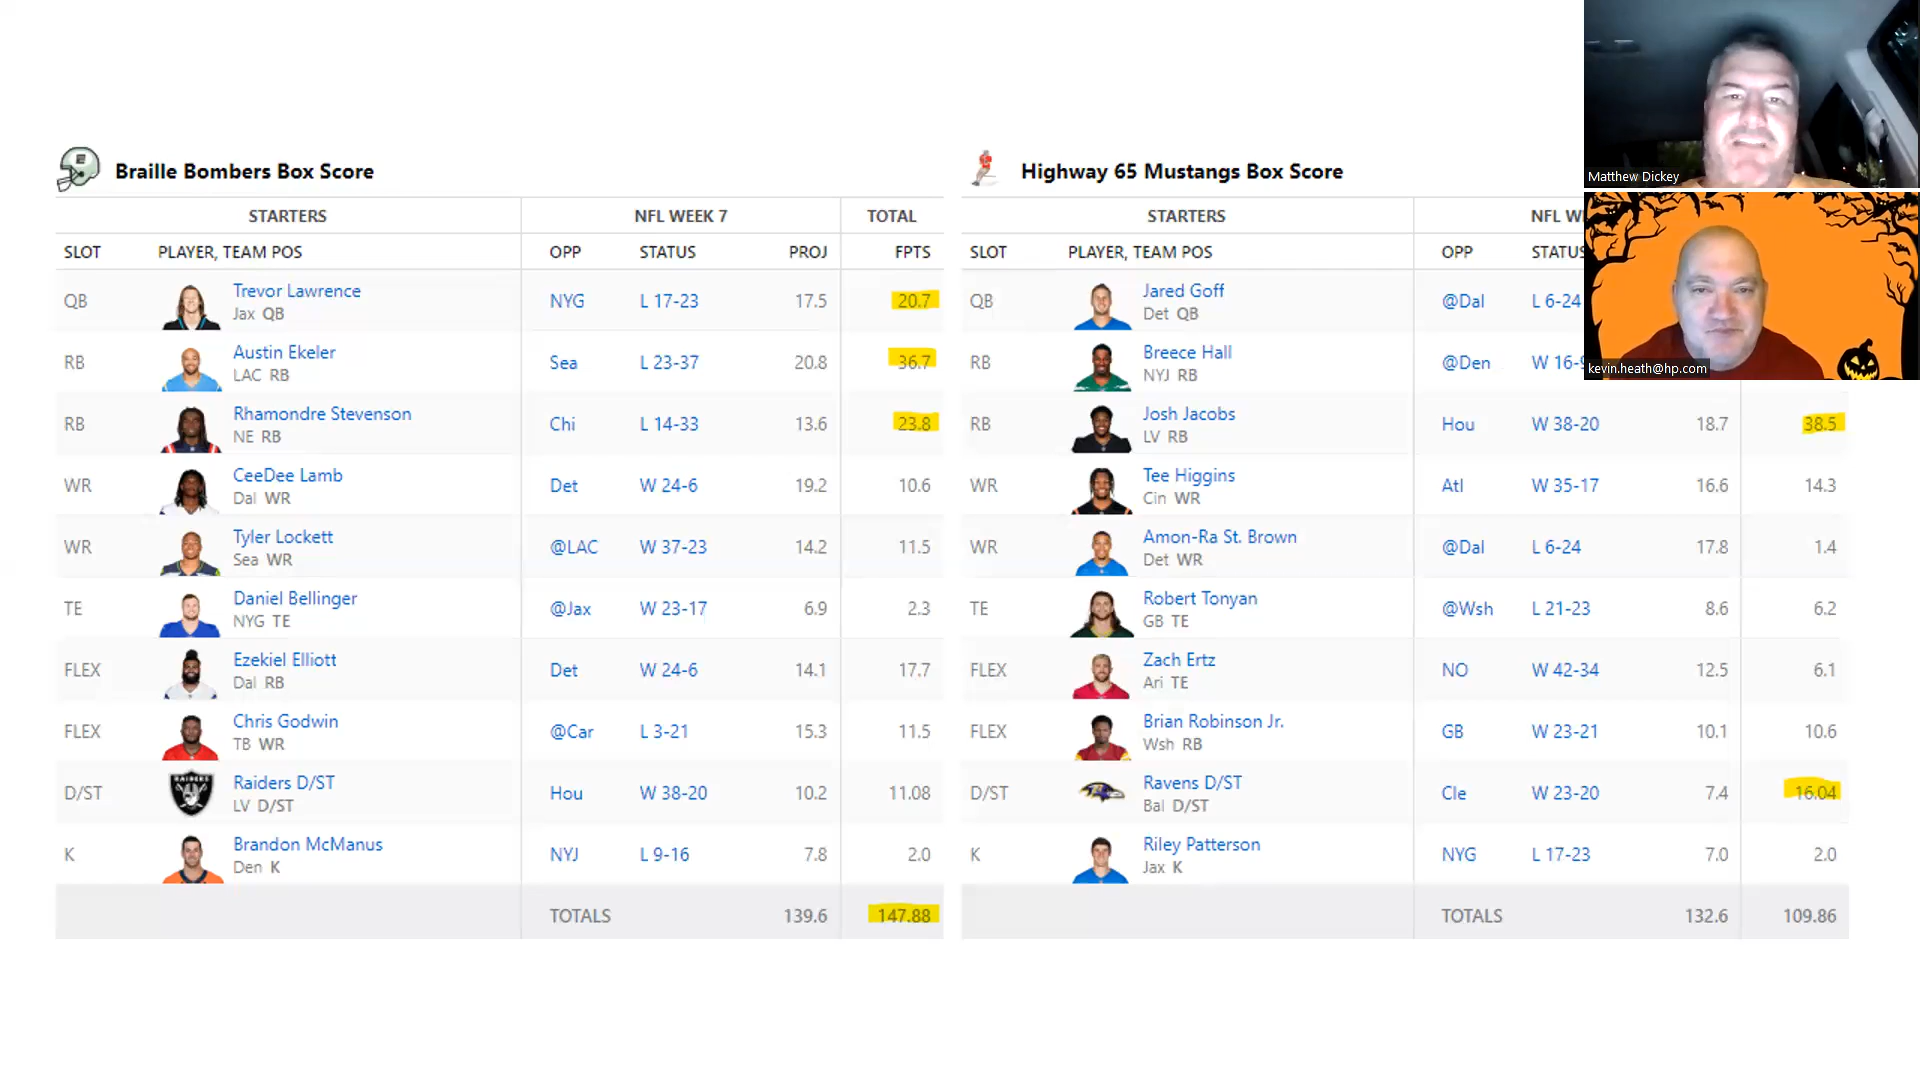 Matthew Dickey
kevin.heath@hp.com
Braille Bombers Box Score
STARTERS NFL WEEK 7 TOTAL
SLOT PLAYER, TEAM POS OPP STATUS PROJ FPTS
QB Trevor Lawrence Jax QB NYG L 17-23 17.5 20.7
RB Austin Ekeler LAC RB Sea L 23-37 20.8 36.7
RB Rhamondre Stevenson NE RB Chi L 14-33 13.6 23.8
WR CeeDee Lamb Dal WR Det W 24-6 19.2 10.6
WR Tyler Lockett Sea WR @LAC W 37-23 14.2 11.5
TE Daniel Bellinger NYG TE @Jax W 23-17 6.9 2.3
FLEX Ezekiel Elliott Dal RB Det W 24-6 14.1 17.7
FLEX Chris Godwin TB WR @Car L 3-21 15.3 11.5
D/ST Raiders D/ST LV D/ST Hou W 38-20 10.2 11.08
K Brandon McManus Den K NYJ L 9-16 7.8 2.0
TOTALS 139.6 147.88
Highway 65 Mustangs Box Score
STARTERS NFL
SLOT PLAYER, TEAM POS OPP STATUS
QB Jared Goff Det QB @Dal L 6-24
RB Breece Hall NYJ RB @Den W 16-
RB Josh Jacobs LV RB Hou W 38-20 18.7 38.5
WR Tee Higgins Cin WR Atl W 35-17 16.6 14.3
WR Amon-Ra St. Brown Det WR @Dal L 6-24 17.8 1.4
TE Robert Tonyan GB TE @Wsh L 21-23 8.6 6.2
FLEX Zach Ertz Ari TE NO W 42-34 12.5 6.1
FLEX Brian Robinson Jr. Wsh RB GB W 23-21 10.1 10.6
D/ST Ravens D/ST Bal D/ST Cle W 23-20 7.4 16.04
K Riley Patterson Jax K NYG L 17-23 7.0 2.0
TOTALS 132.6 109.86